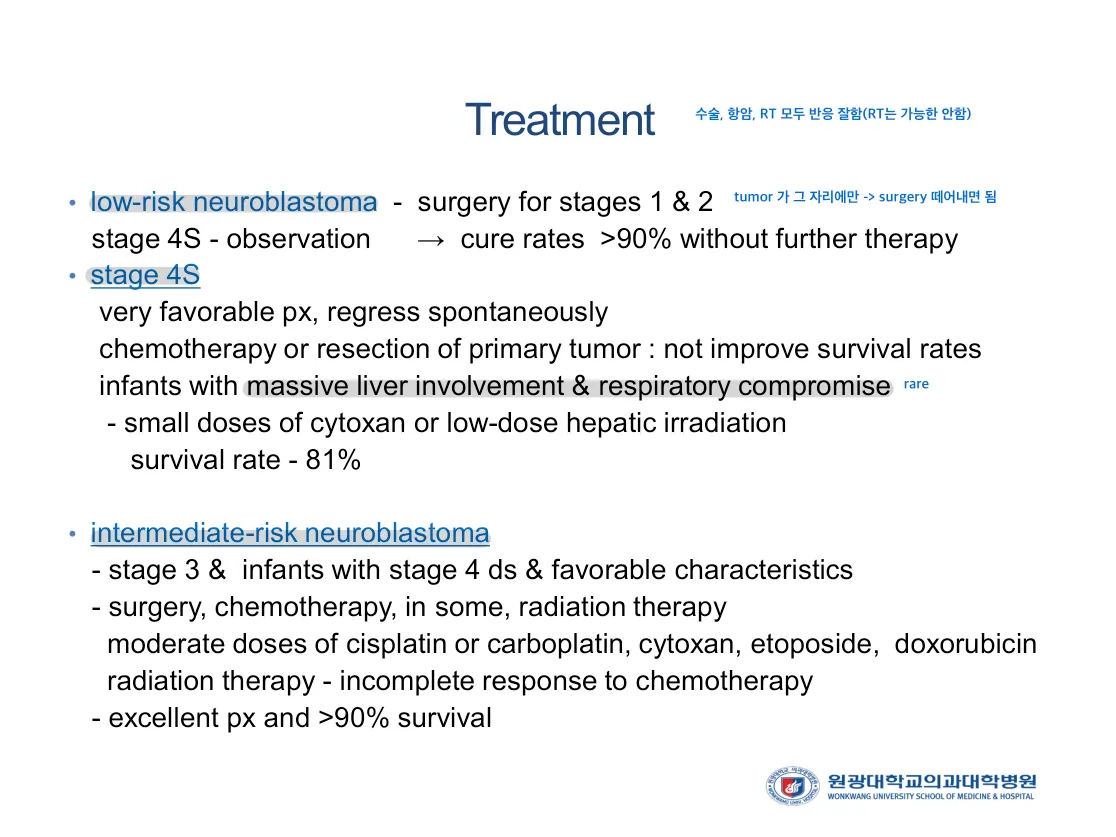 Treatment 수술, 항암, RT 모두 반응 잘함(RT는 가능한 안함)
• low-risk neuroblastoma - surgery for stages 1 & 2 tumor 가 그 자리에만 -> surgery 떼어내면 됨
stage 4S - observation → cure rates >90% without further therapy
• stage 4S
very favorable px, regress spontaneously
chemotherapy or resection of primary tumor : not improve survival rates
infants with massive liver involvement & respiratory compromise rare
- small doses of cytoxan or low-dose hepatic irradiation
survival rate - 81%
• intermediate-risk neuroblastoma
- stage 3 & infants with stage 4 ds & favorable characteristics
- surgery, chemotherapy, in some, radiation therapy
moderate doses of cisplatin or carboplatin, cytoxan, etoposide, doxorubicin
radiation therapy - incomplete response to chemotherapy
- excellent px and >90% survival
원광대학교의과대학병원
WONKWANG UNIVERSITY SCHOOL OF MEDICINE & HOSPITAL